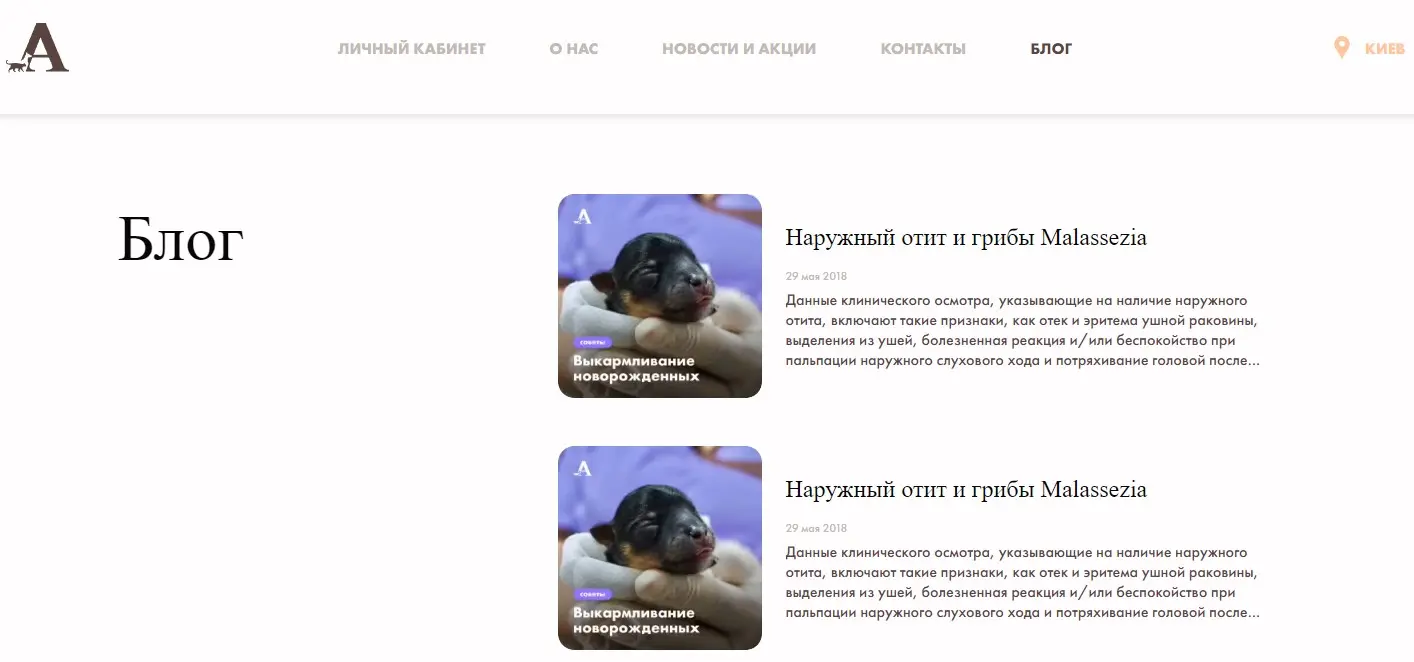 А
ЛИЧНЫЙ КАБИНЕТ
О НАС
НОВОСТИ И АКЦИИ
КОНТАКТЫ
БЛОГ
КИЕВ
Блог
А
советы
Выкармливание
новорожденных
Наружный отит и грибы Malassezia
29 мая 2018
Данные клинического осмотра, указывающие на наличие наружного
отита, включают такие признаки, как отек и эритема ушной раковины,
выделения из ушей, болезненная реакция и/или беспокойство при
пальпации наружного слухового хода и потряхивание головой после...
А
советы
Выкармливание
новорожденных
Наружный отит и грибы Malassezia
29 мая 2018
Данные клинического осмотра, указывающие на наличие наружного
отита, включают такие признаки, как отек и эритема ушной раковины,
выделения из ушей, болезненная реакция и/или беспокойство при
пальпации наружного слухового хода и потряхивание головой после...